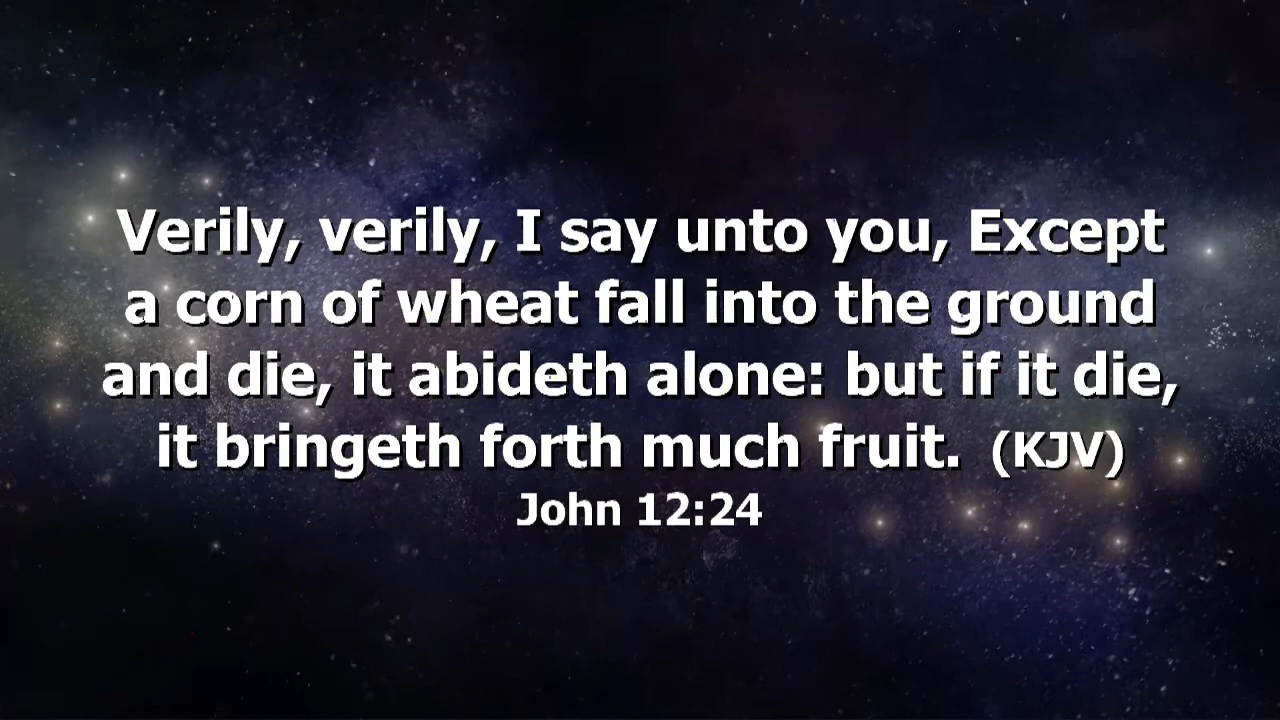 Verily, verily, I say unto you, Except
a corn of wheat fall into the ground
and die, it abideth alone: but if it die,
it bringeth forth much fruit. (KJV)
John 12:24